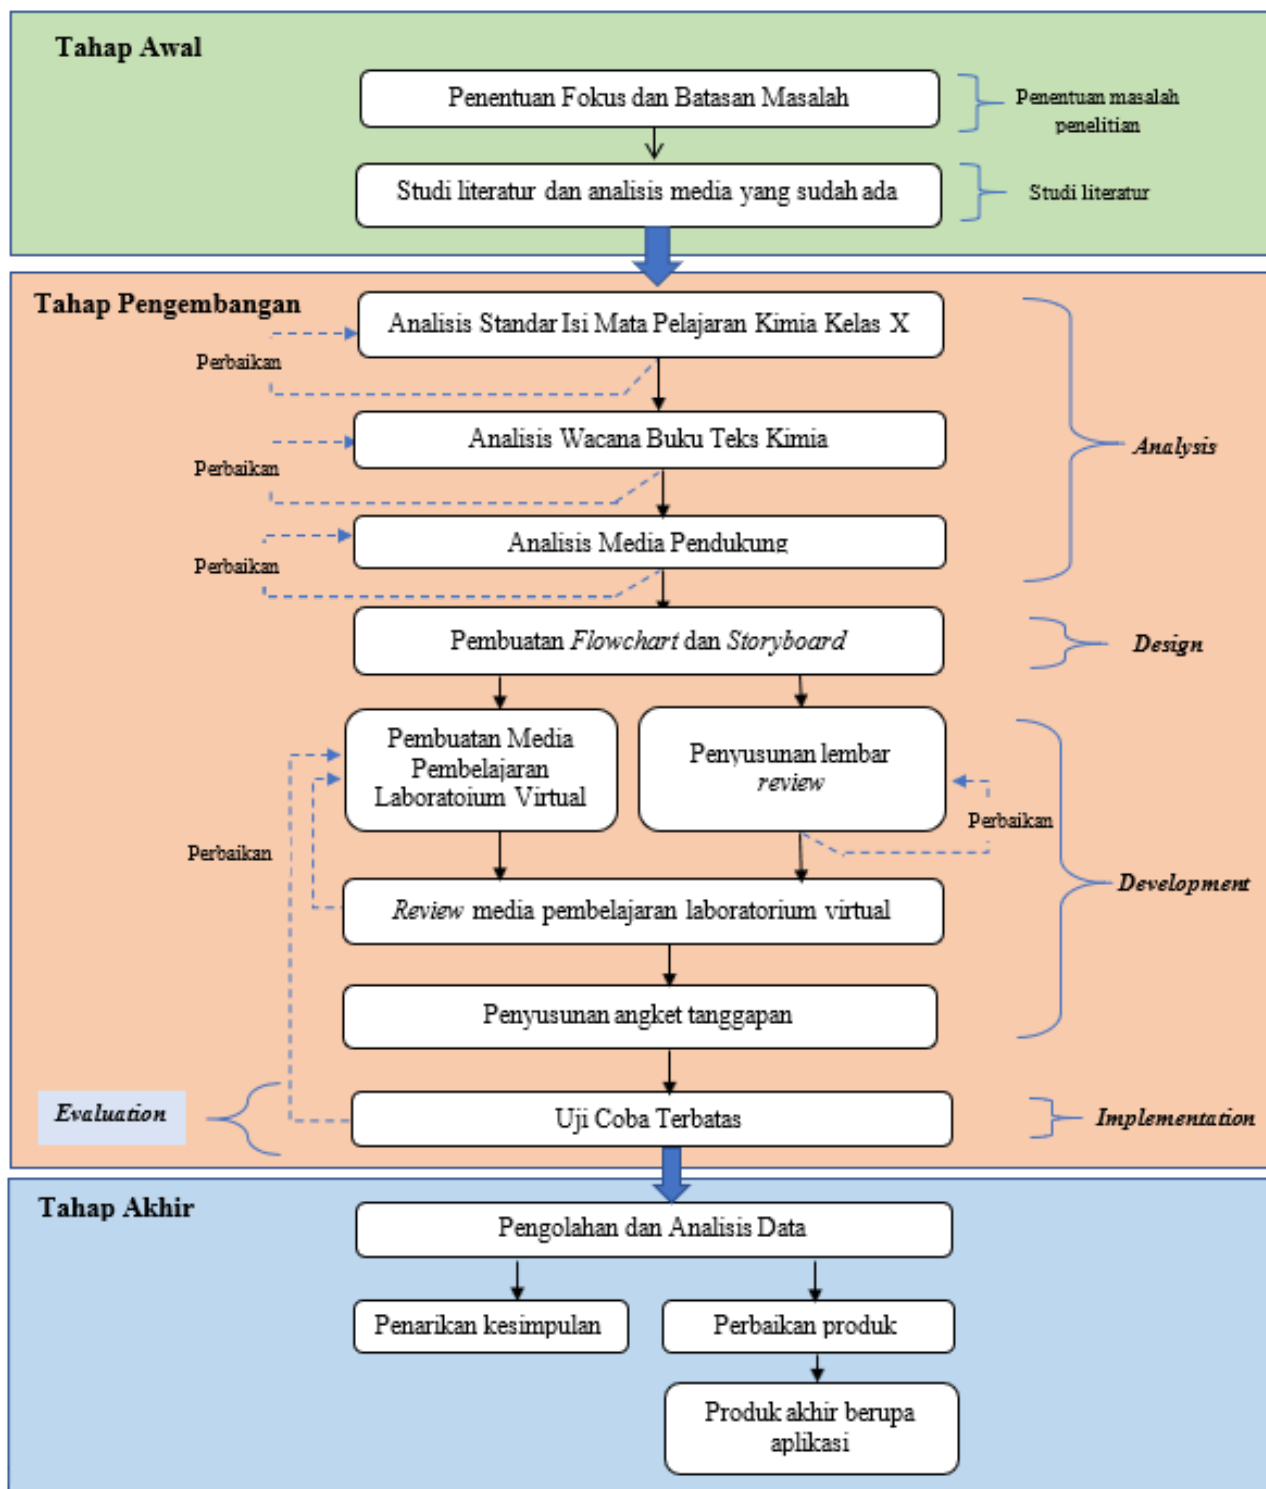 Tahap Awal
Penentuan Fokus dan Batasan Masalah
Penentuan masalah
penelitian
Studi literatur dan analisis media yang sudah ada
Studi literatur
Tahap Pengembangan
Analisis Standar Isi Mata Pelajaran Kimia Kelas X
Perbaikan
Analisis Wacana Buku Teks Kimia
Perbaikan
Analysis
Analisis Media Pendukung
Perbaikan
Pembuatan Flowchart dan Storyboard
Design
Pembuatan Media
Pembelajaran
Laboratoium Virtual
Penyusunan lembar
review
Perbaikan
Perbaikan
Development
Review media pembelajaran laboratorium virtual
Penyusunan angket tanggapan
Evaluation
Uji Coba Terbatas
Implementation
Tahap Akhir
Pengolahan dan Analisis Data
Penarikan kesimpulan
Perbaikan produk
Produk akhir berupa
aplikasi